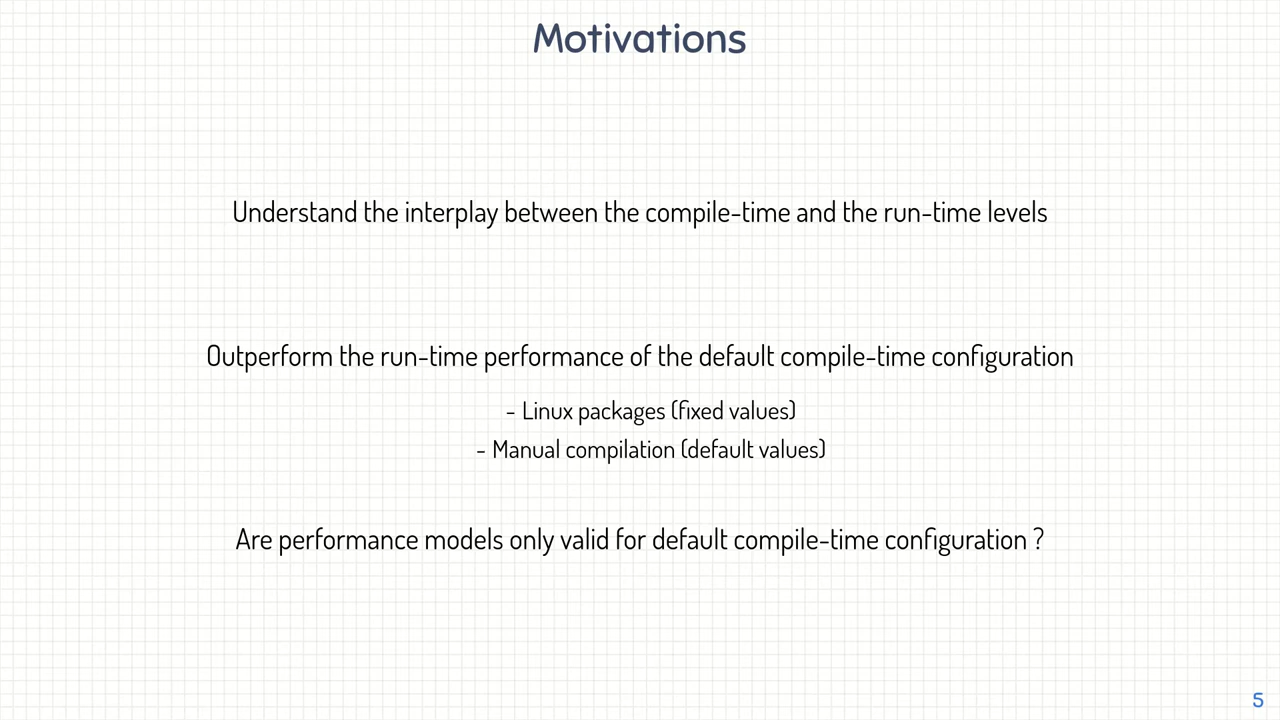 Motivations
Understand the interplay between the compile-time and the run-time levels
Outperform the run-time performance of the default compile-time configuration
- Linux packages (fixed values)
- Manual compilation (default values)
Are performance models only valid for default compile-time configuration ?
5